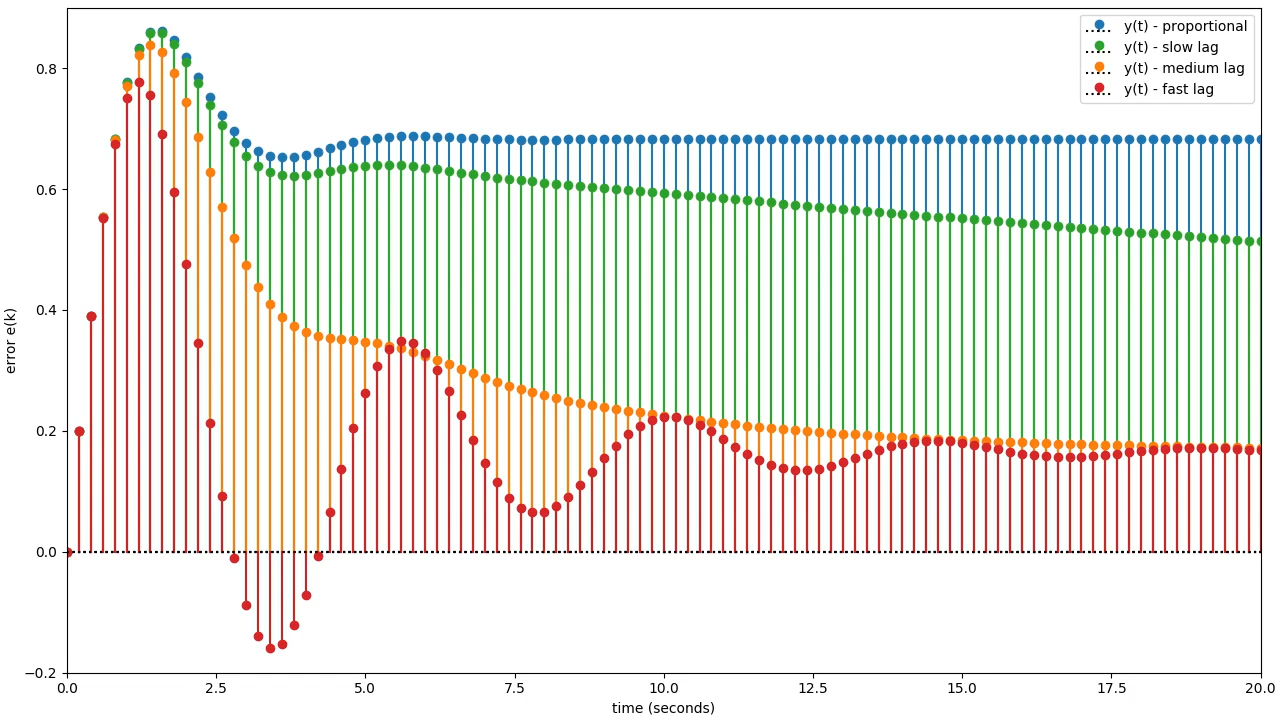 y(t) - proportional
y(t) - slow lag
y(t) - medium lag
y(t) - fast lag
error e(k)
0.8
0.6
0.4
0.2
0.0
−0.2
0.0 2.5 5.0 7.5 10.0 12.5 15.0 17.5 20.0
time (seconds)